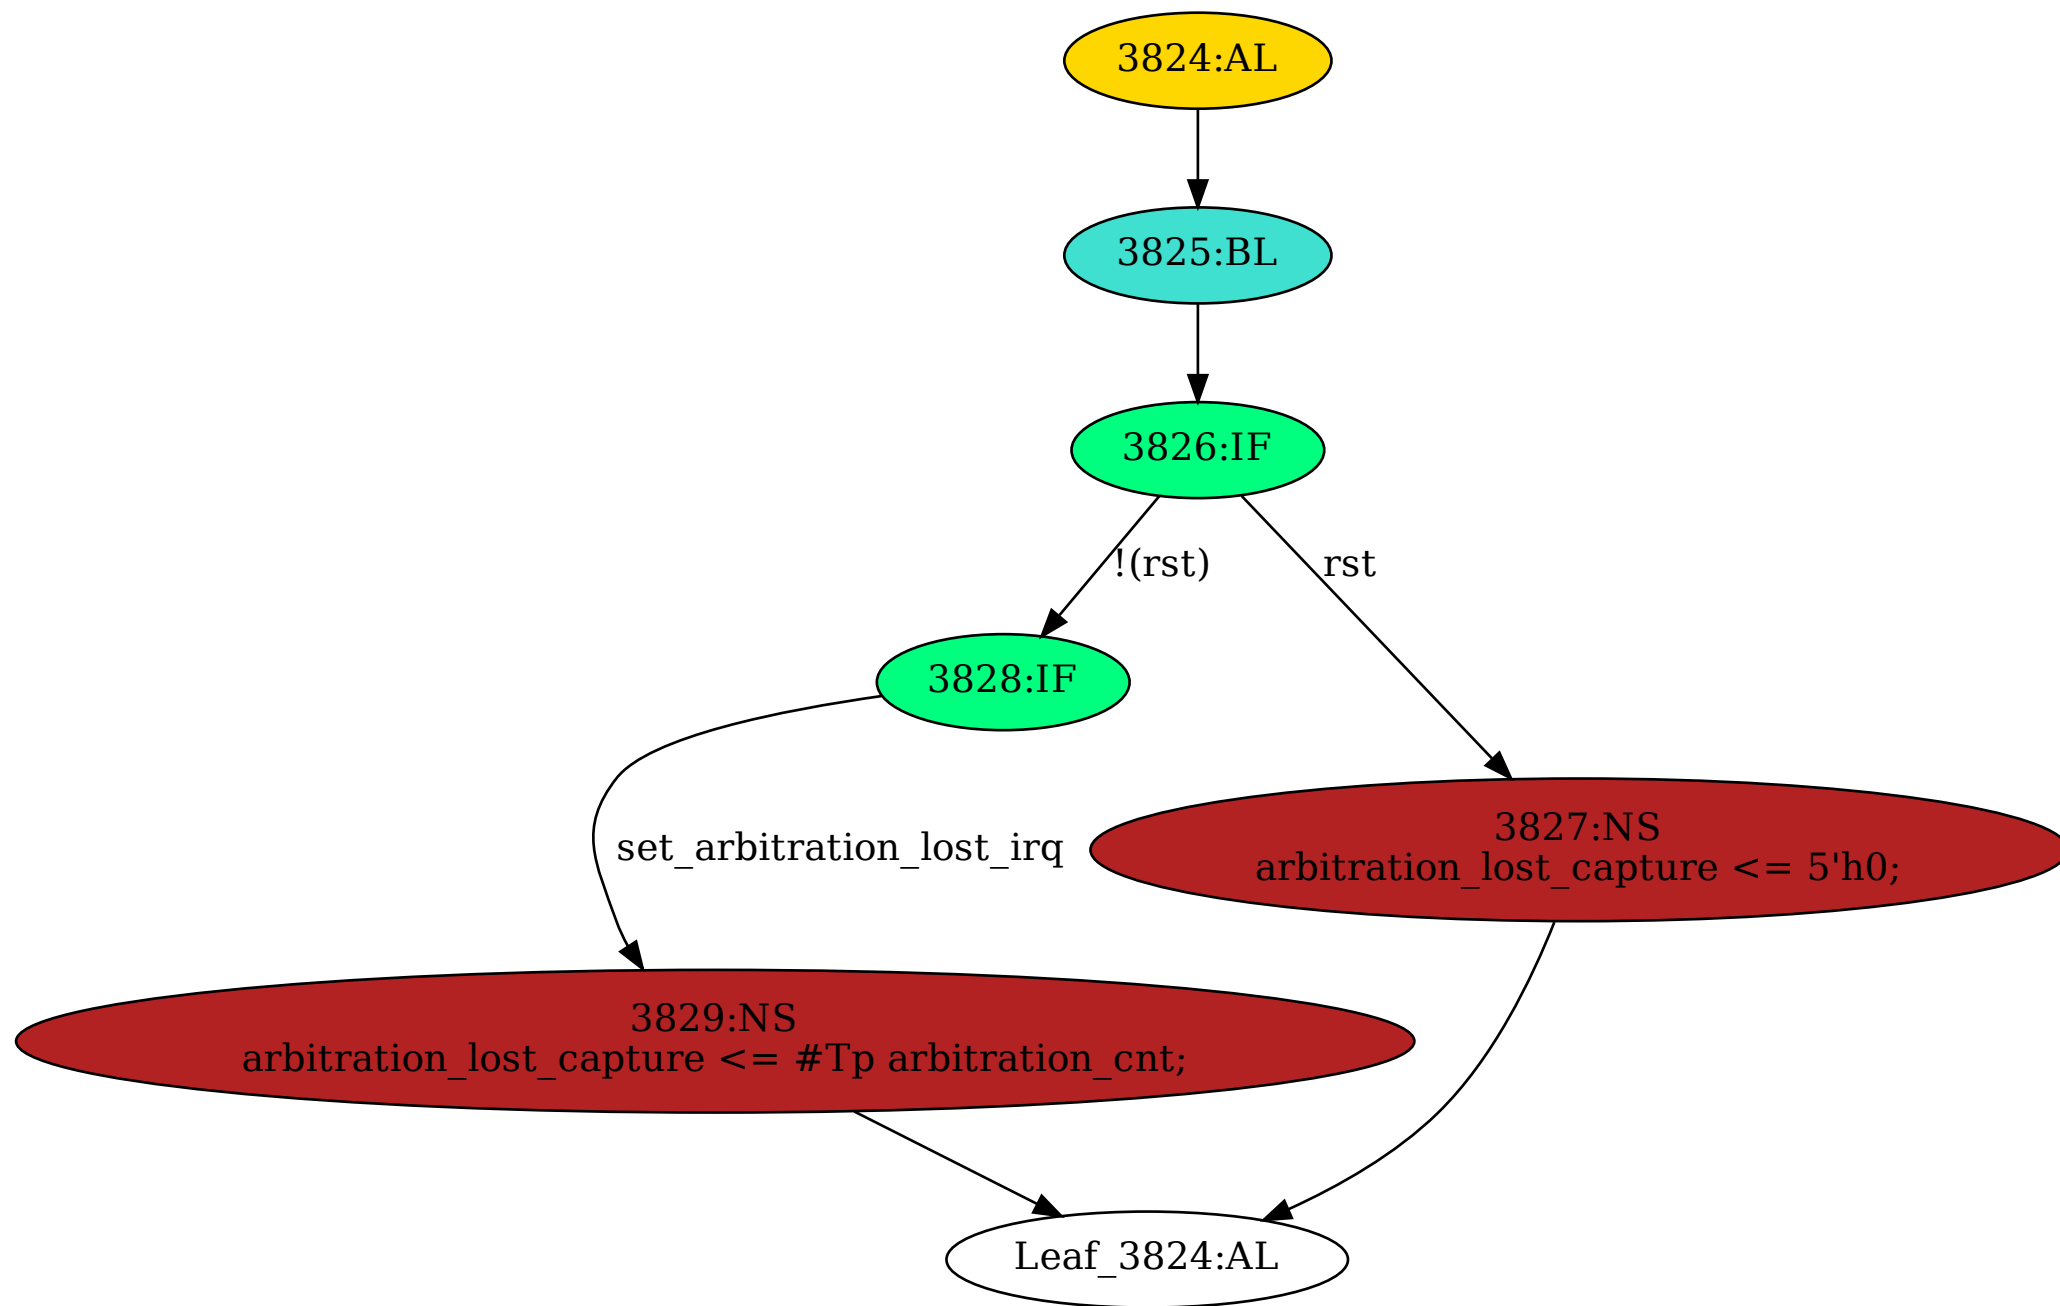 3824:AL
3825:BL
3826:IF
!(rst)
rst
3828:IF
set_arbitration_lost_irq
3827:NS
arbitration_lost_capture <= 5'h0;
3829:NS
arbitration_lost_capture <= #Tp arbitration_cnt;
Leaf_3824:AL